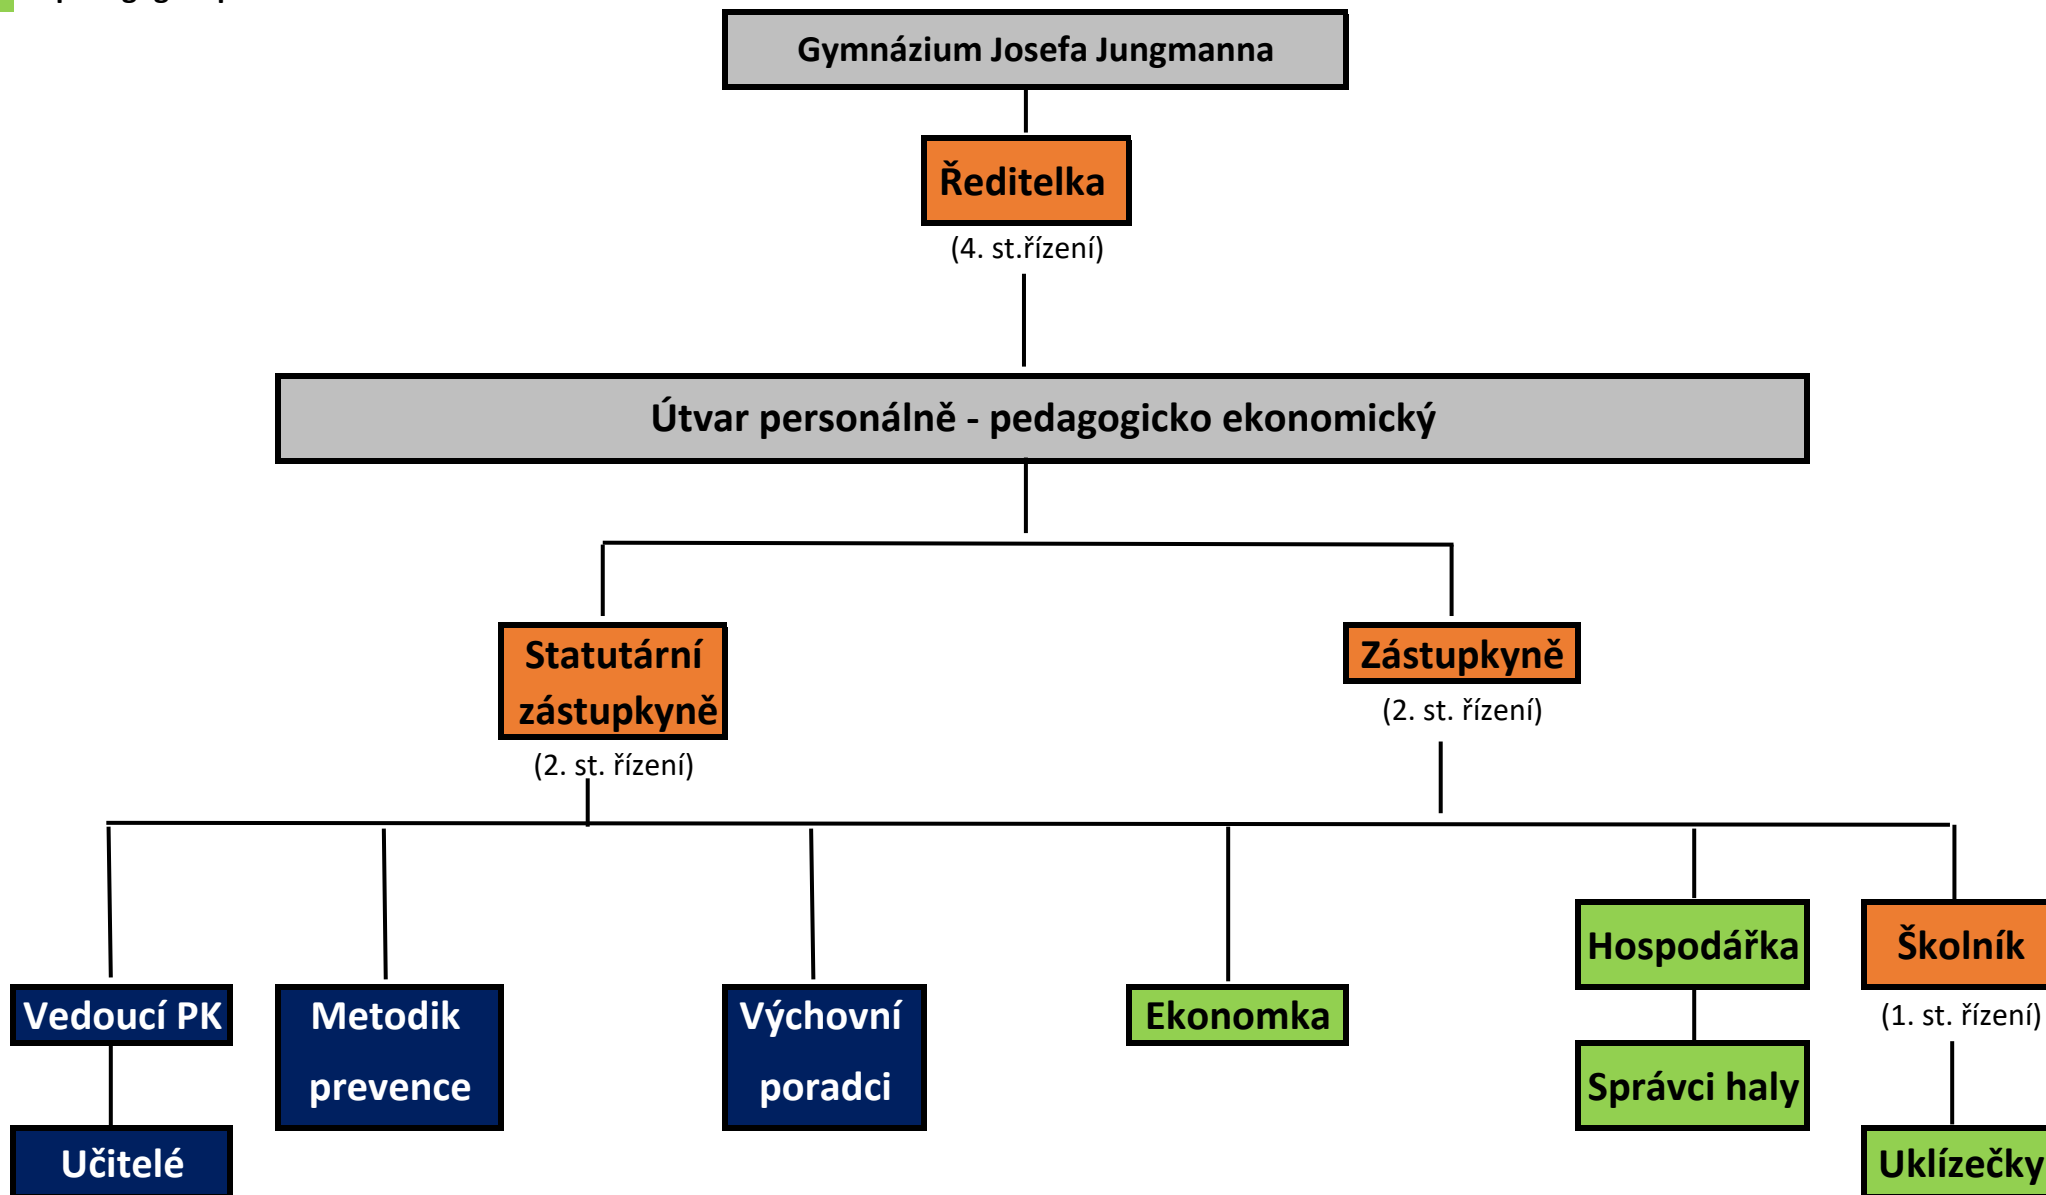 Gymnázium Josefa Jungmanna
Ředitelka
(4. st.řízení)
Útvar personálně - pedagogicko ekonomický
Statutární
zástupkyně
(2. st. řízení)
Zástupkyně
(2. st. řízení)
Vedoucí PK
Učitelé
Metodik
prevence
Výchovní
poradci
Ekonomka
Hospodářka
Správci haly
Školník
(1. st. řízení)
Uklízečky